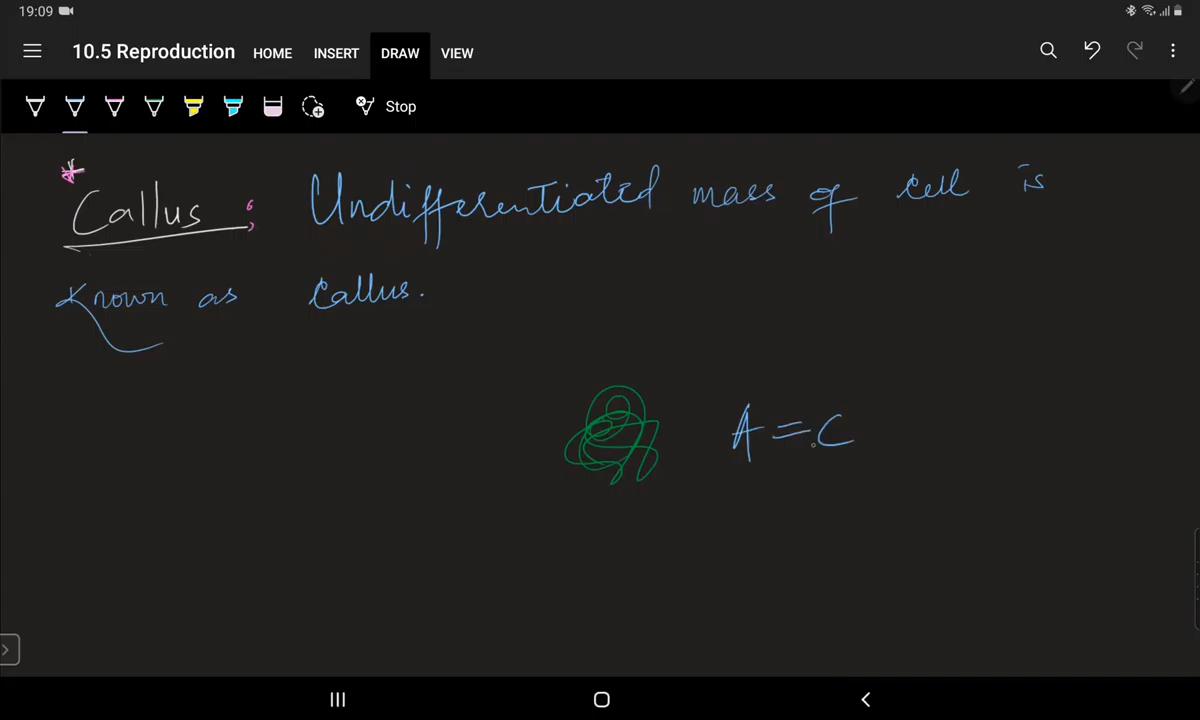 19:09
10.5 Reproduction HOME INSERT DRAW VIEW
Stop
* Callus : Undifferentiated mass of cell is
known as callus.
A = C